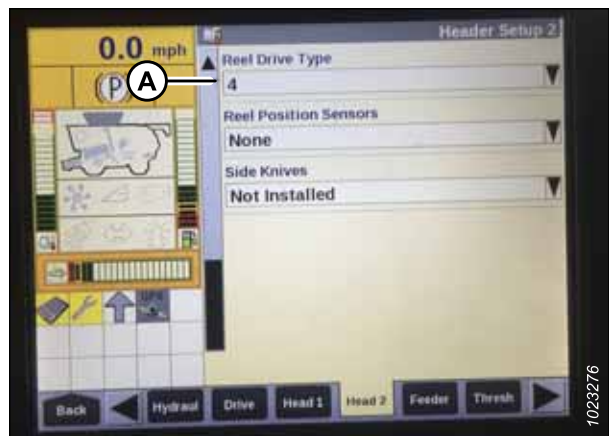 0.0 mph
Header Setup 2
(P)
A
Reel Drive Type
4
Reel Position Sensors
None
Side Knives
Not Installed
GPS
Back
Hydraul
Drive
Head 1
Head 2
Feeder
Thresh
1023276